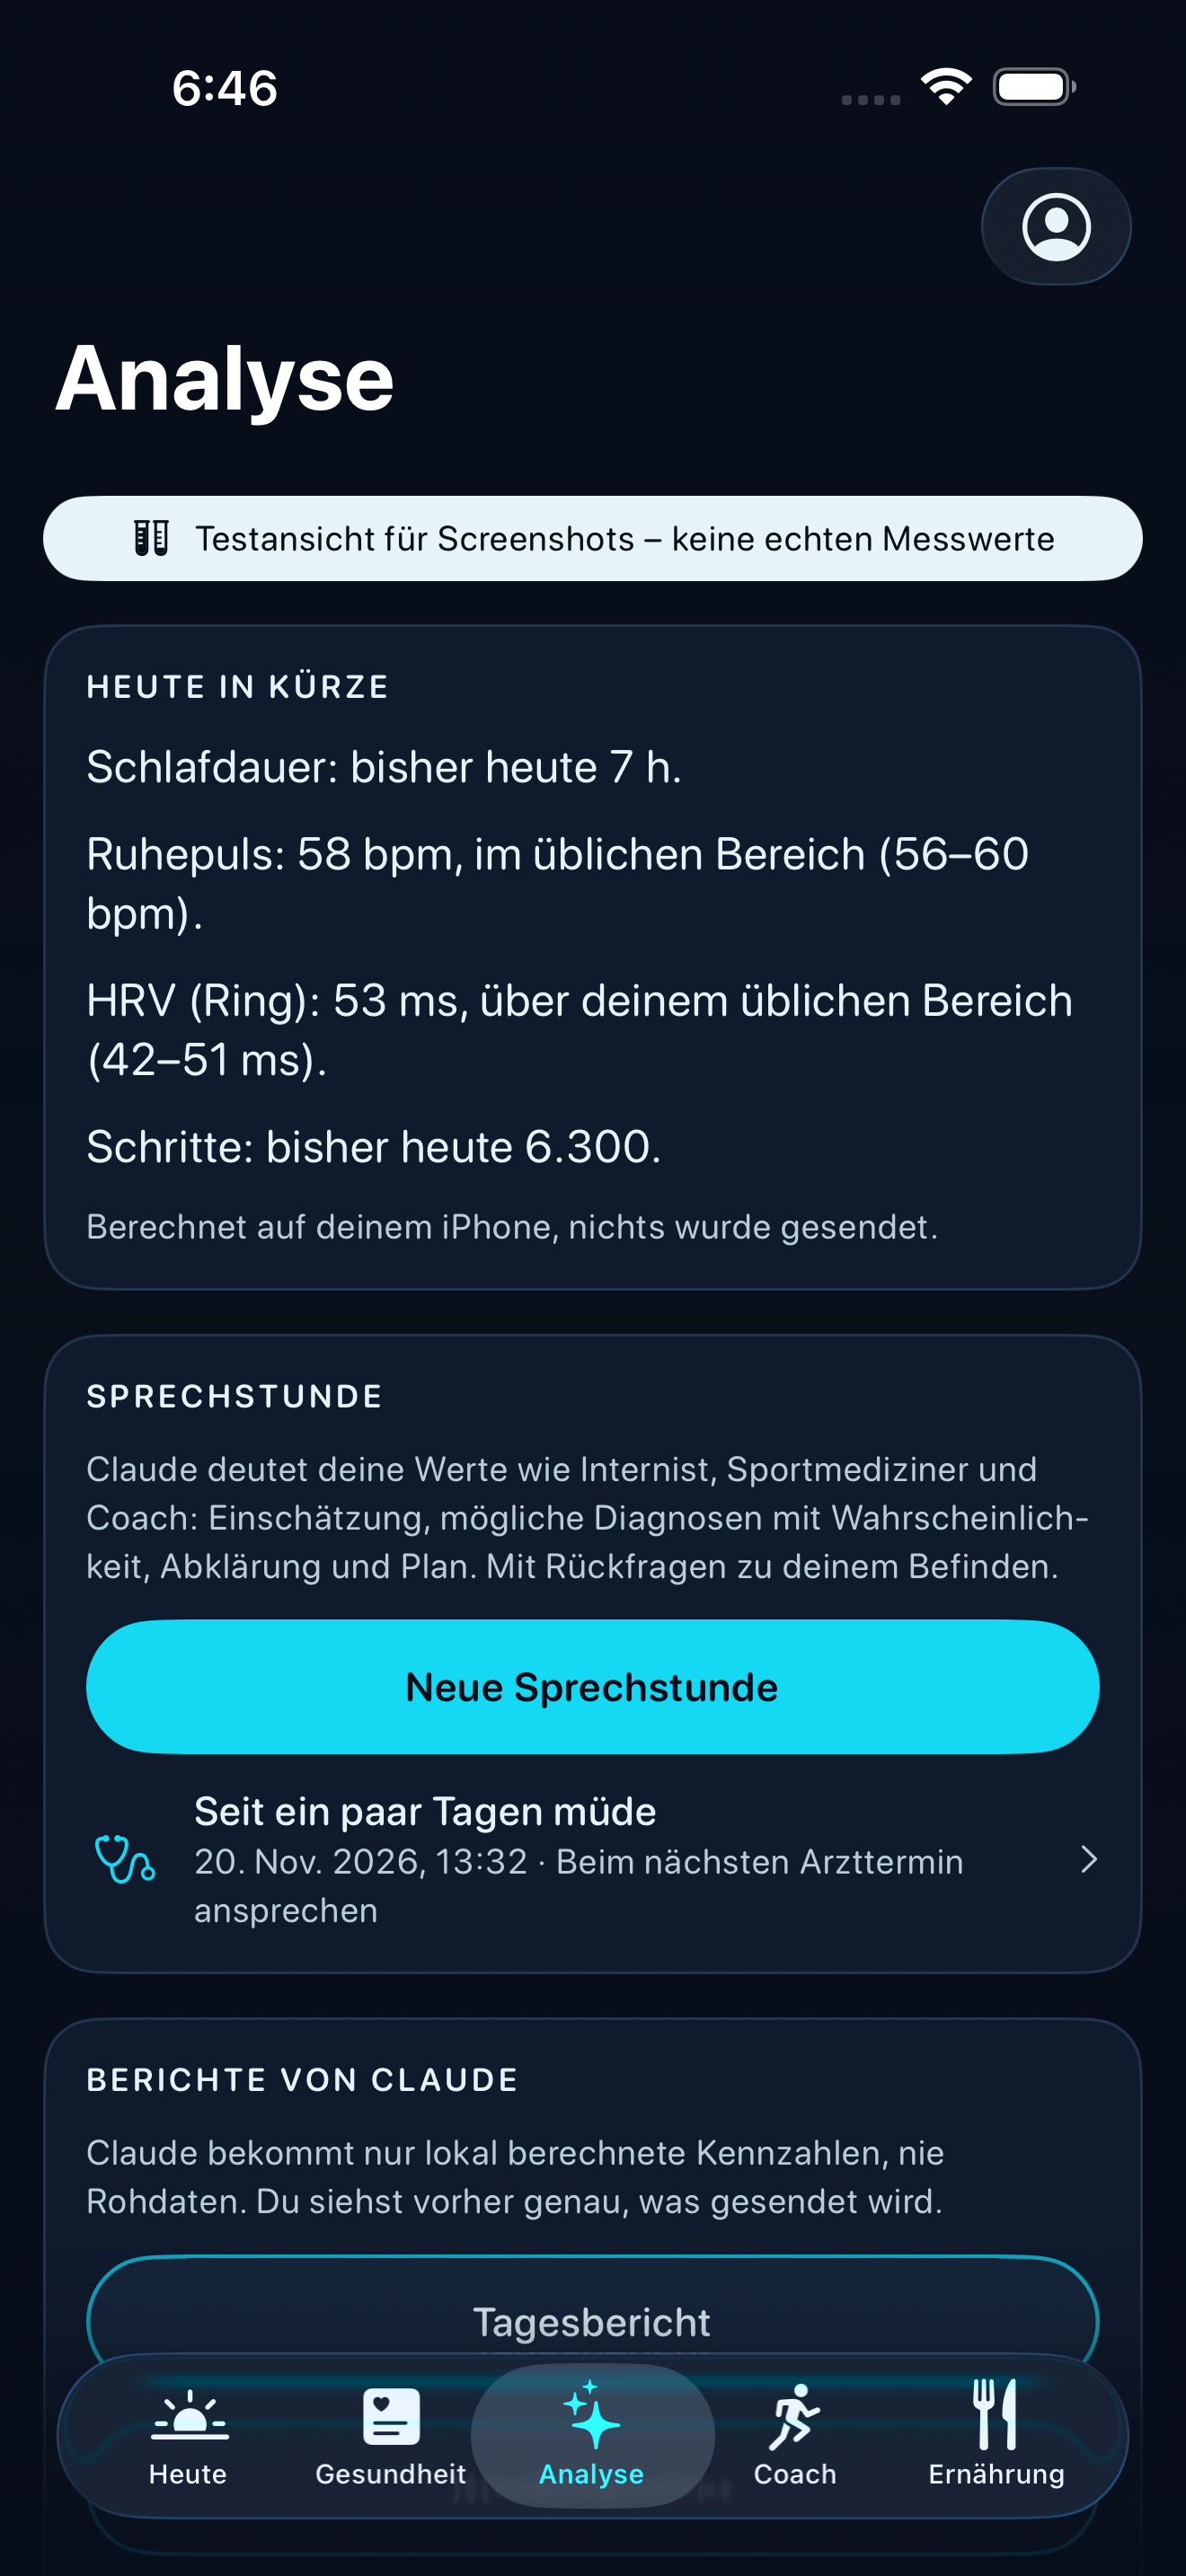 6:46
Analyse
Testansicht für Screenshots – keine echten Messwerte
HEUTE IN KÜRZE
Schlafdauer: bisher heute 7 h.
Ruhepuls: 58 bpm, im üblichen Bereich (56–60
bpm).
HRV (Ring): 53 ms, über deinem üblichen Bereich
(42–51 ms).
Schritte: bisher heute 6.300.
Berechnet auf deinem iPhone, nichts wurde gesendet.
SPRECHSTUNDE
Claude deutet deine Werte wie Internist, Sportmediziner und
Coach: Einschätzung, mögliche Diagnosen mit Wahrscheinlich-
keit, Abklärung und Plan. Mit Rückfragen zu deinem Befinden.
Neue Sprechstunde
Seit ein paar Tagen müde
20. Nov. 2026, 13:32 · Beim nächsten Arzttermin
ansprechen
BERICHTE VON CLAUDE
Claude bekommt nur lokal berechnete Kennzahlen, nie
Rohdaten. Du siehst vorher genau, was gesendet wird.
Tagesbericht
Heute
Gesundheit
Analyse
Coach
Ernährung